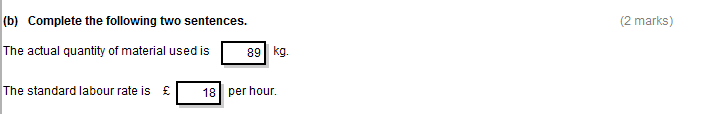 (b) Complete the following two sentences. (2 marks)
The actual quantity of material used is 89 kg.
The standard labour rate is £ 18 per hour.